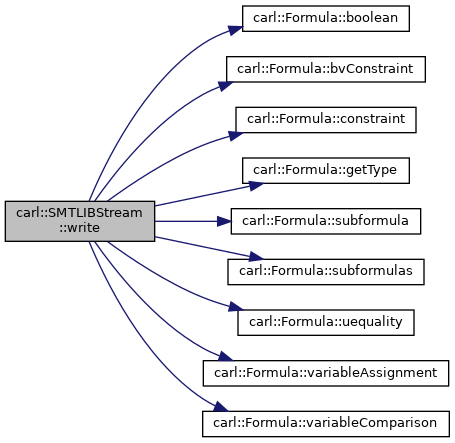 carl::SMTLIBStream
::write
carl::Formula::boolean
carl::Formula::bvConstraint
carl::Formula::constraint
carl::Formula::getType
carl::Formula::subformula
carl::Formula::subformulas
carl::Formula::uequality
carl::Formula::variableAssignment
carl::Formula::variableComparison